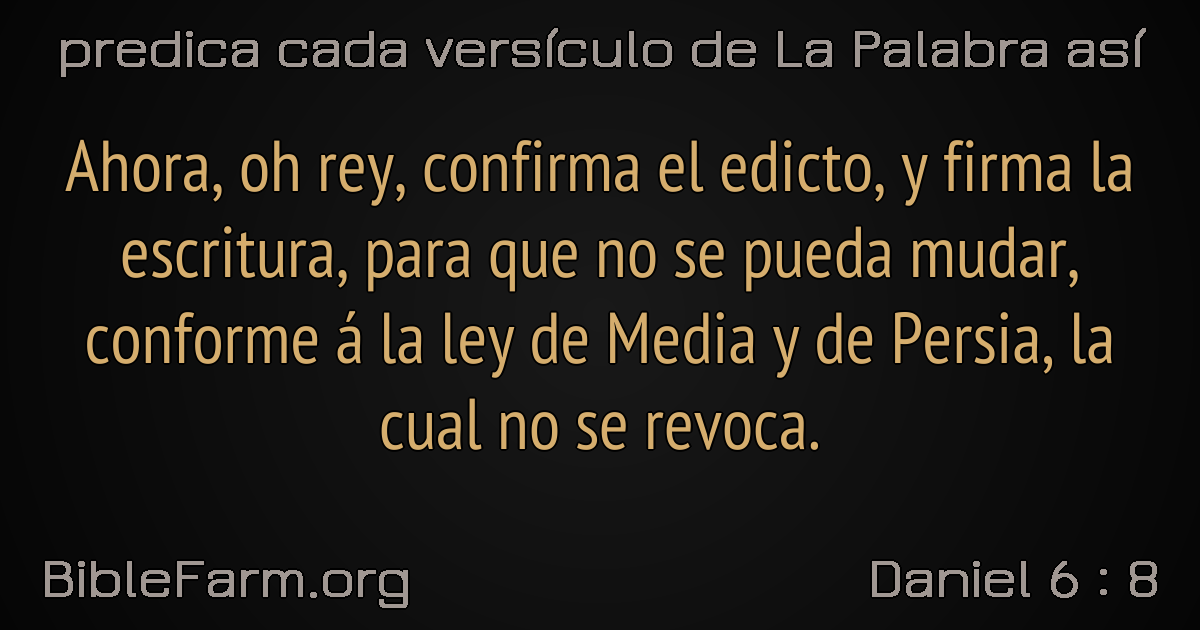 predica cada versículo de La Palabra así
Ahora, oh rey, confirma el edicto, y firma la
escritura, para que no se pueda mudar,
conforme á la ley de Media y de Persia, la
cual no se revoca.
BibleFarm.org
Daniel 6 : 8